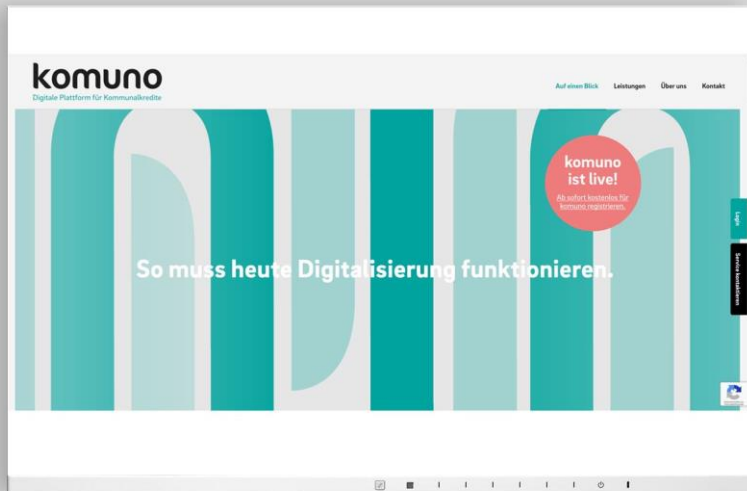 komuno
Digitale Plattform für Kommunalkredite
Auf einen Blick Leistungen Über uns Kontakt
komuno
ist live!
Ab sofort kostenlos für
komuno registrieren.
So muss heute Digitalisierung funktionieren.
Login
Service kontaktieren